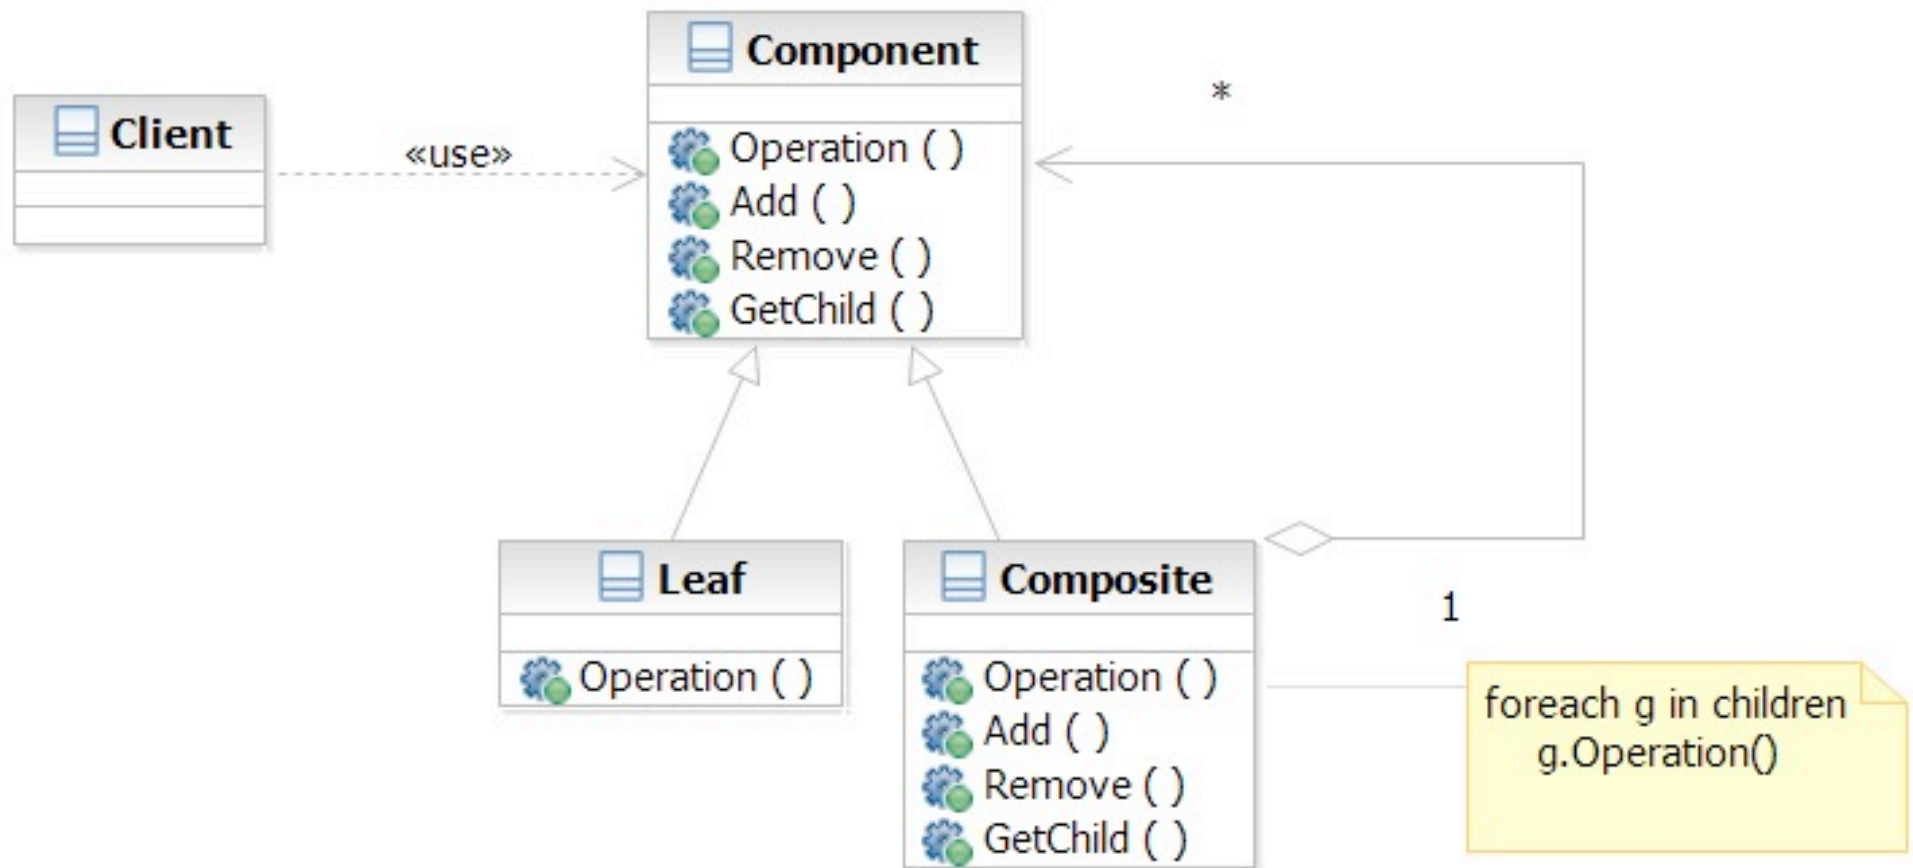 Component
Operation ( )
Add ( )
Remove ( )
GetChild ( )
Client
«use»
*
Leaf
Operation ( )
Composite
Operation ( )
Add ( )
Remove ( )
GetChild ( )
1
foreach g in children
g.Operation()